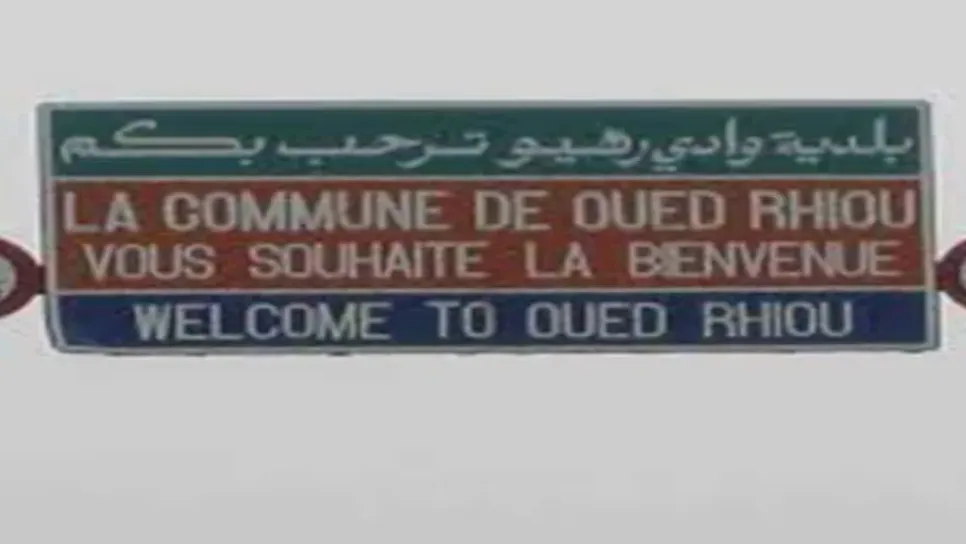 بلدية وادي رهيو ترحب بكم
LA COMMUNE DE OUED RHIOU
VOUS SOUHAITE LA BIENVENUE
WELCOME TO OUED RHIOU